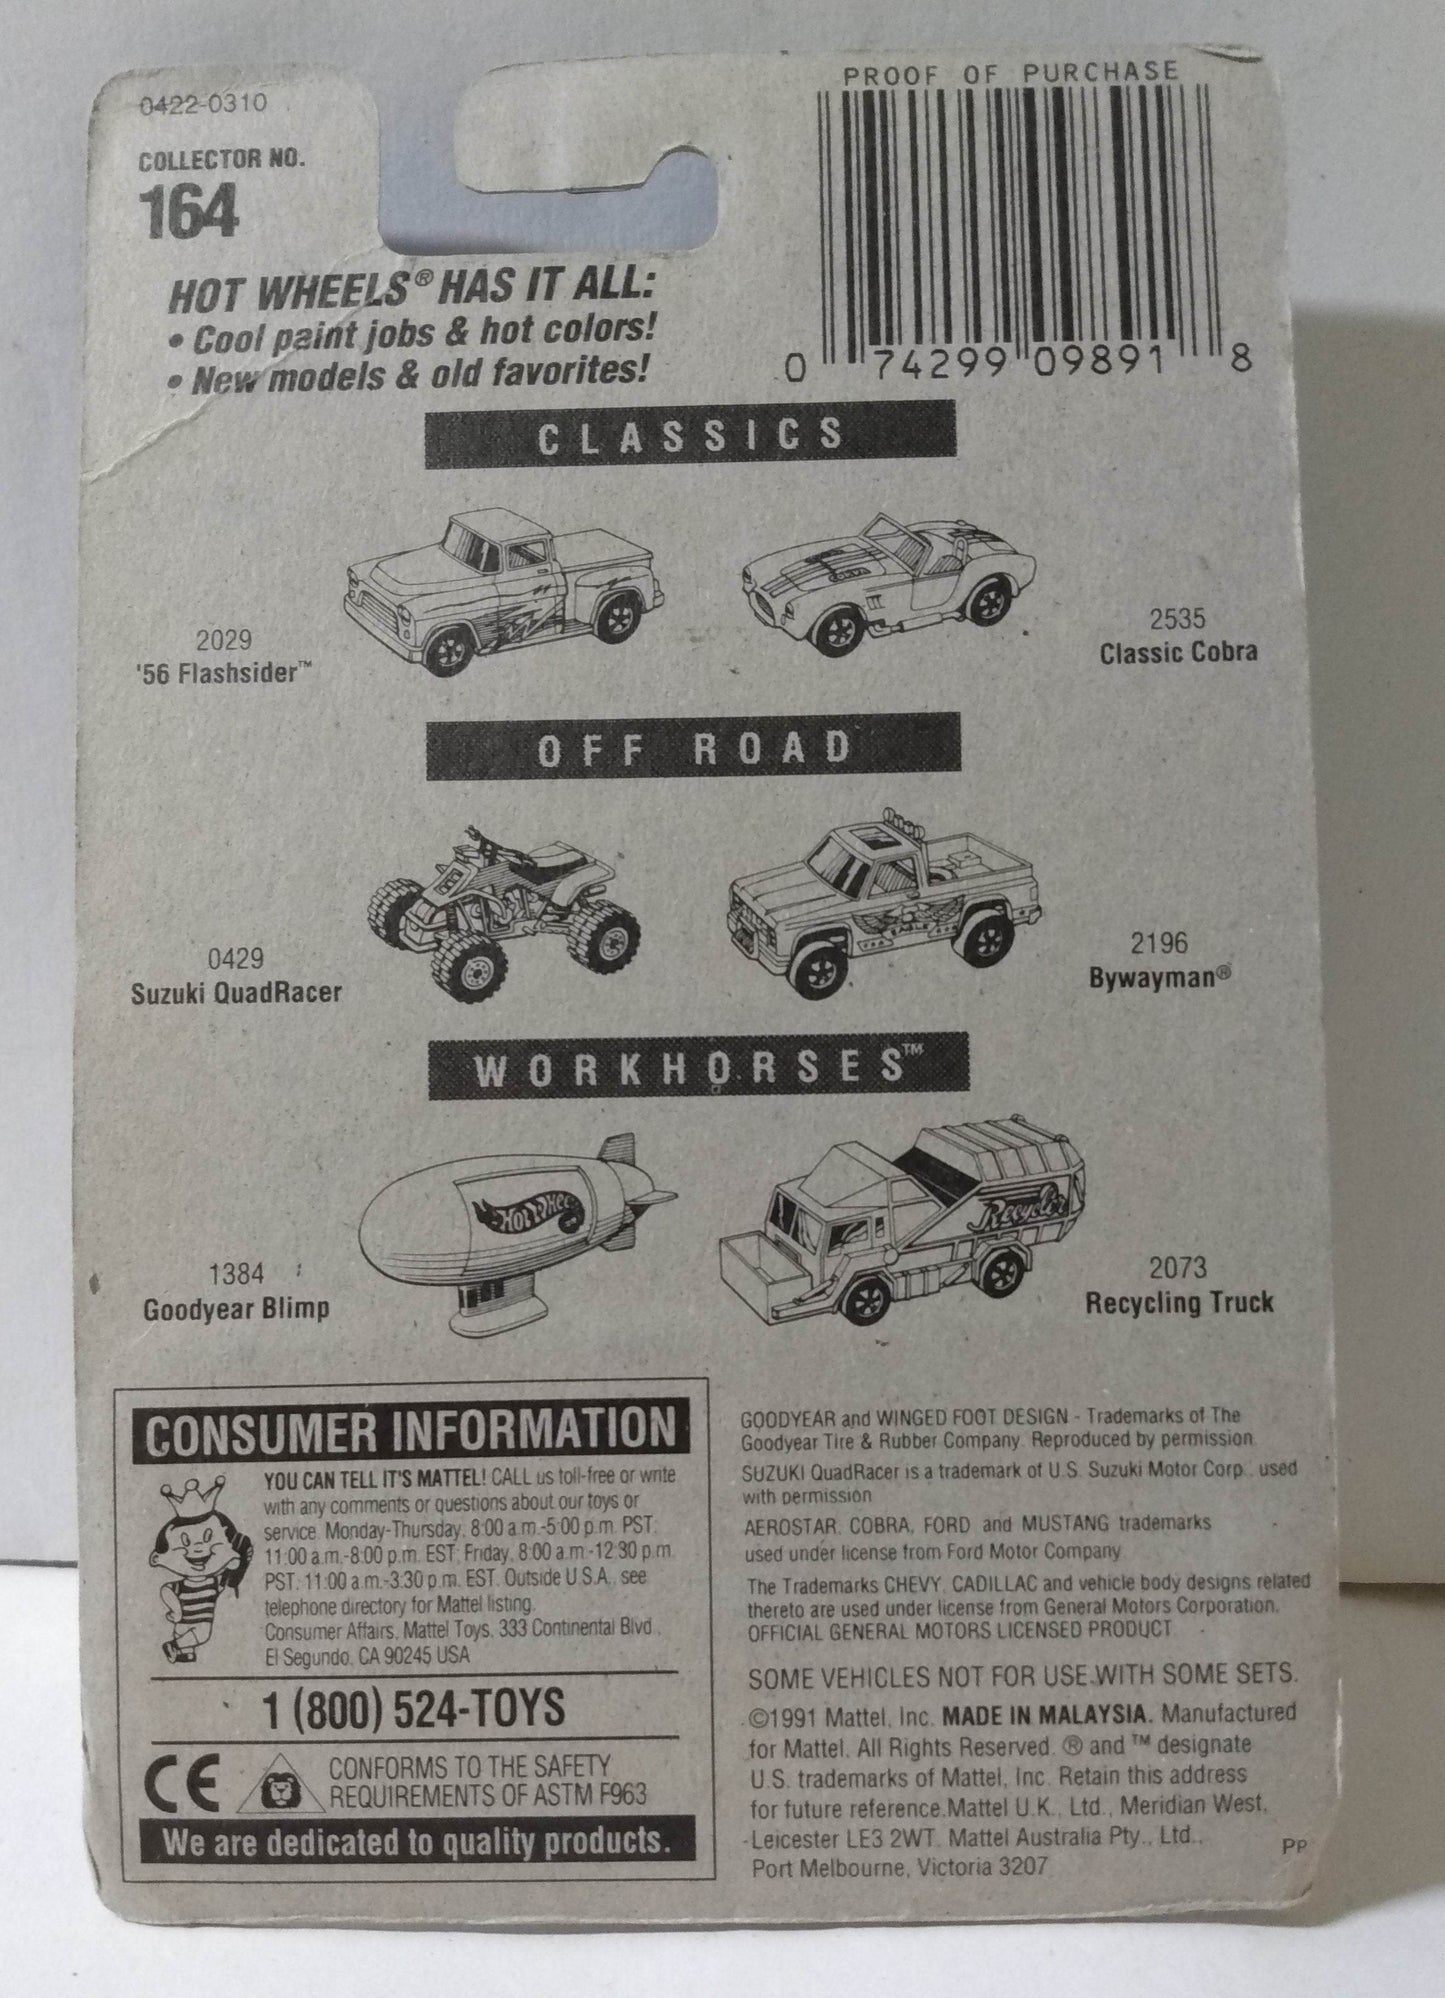 0422-0310
COLLECTOR NO.
164
PROOF OF PURCHASE
0 74299 09891 8
HOT WHEELS® HAS IT ALL:
• Cool paint jobs & hot colors!
• New models & old favorites!
CLASSICS
2029
'56 Flashsider™
2535
Classic Cobra
OFF ROAD
0429
Suzuki QuadRacer
2196
Bywayman®
WORKHORSES™
Hot Whee
1384
Goodyear Blimp
Recycler
2073
Recycling Truck
CONSUMER INFORMATION
YOU CAN TELL IT'S MATTEL! CALL us toll-free or write
with any comments or questions about our toys or
service. Monday-Thursday, 8:00 a.m.-5:00 p.m. PST;
11:00 a.m.-8:00 p.m. EST; Friday, 8:00 a.m.-12:30 p.m.
PST, 11:00 a.m.-3:30 p.m. EST. Outside U.S.A., see
telephone directory for Mattel listing.
Consumer Affairs, Mattel Toys, 333 Continental Blvd.,
El Segundo, CA 90245 USA
1 (800) 524-TOYS
CE
CONFORMS TO THE SAFETY
REQUIREMENTS OF ASTM F963
We are dedicated to quality products.
GOODYEAR and WINGED FOOT DESIGN - Trademarks of The
Goodyear Tire & Rubber Company. Reproduced by permission.
SUZUKI QuadRacer is a trademark of U.S. Suzuki Motor Corp., used
with permission
AEROSTAR, COBRA, FORD and MUSTANG trademarks
used under license from Ford Motor Company.
The Trademarks CHEVY, CADILLAC and vehicle body designs related
thereto are used under license from General Motors Corporation.
OFFICIAL GENERAL MOTORS LICENSED PRODUCT
SOME VEHICLES NOT FOR USE WITH SOME SETS.
©1991 Mattel, Inc. MADE IN MALAYSIA. Manufactured
for Mattel. All Rights Reserved. ® and ™ designate
U.S. trademarks of Mattel, Inc. Retain this address
for future reference. Mattel U.K., Ltd., Meridian West,
Leicester LE3 2WT. Mattel Australia Pty., Ltd.,
Port Melbourne, Victoria 3207.
PP